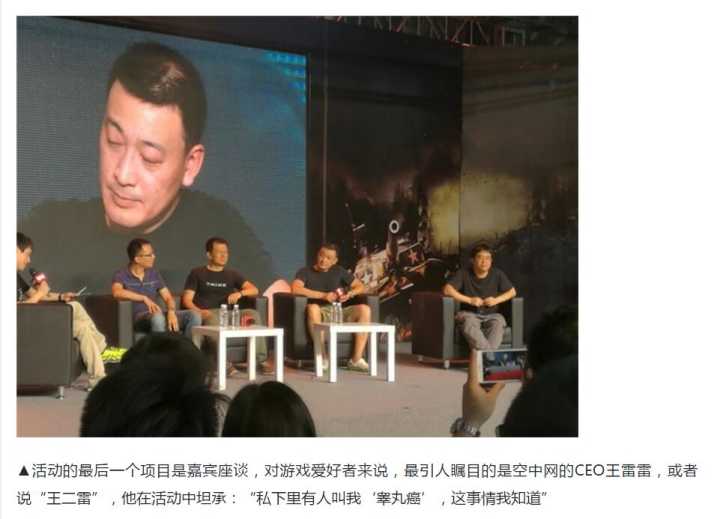 ▲活动的最后一个项目是嘉宾座谈，对游戏爱好者来说，最引人瞩目的是空中网的CEO王雷雷，或者
说“王二雷”，他在活动中坦承：“私下里有人叫我‘睾丸癌’，这事情我知道”